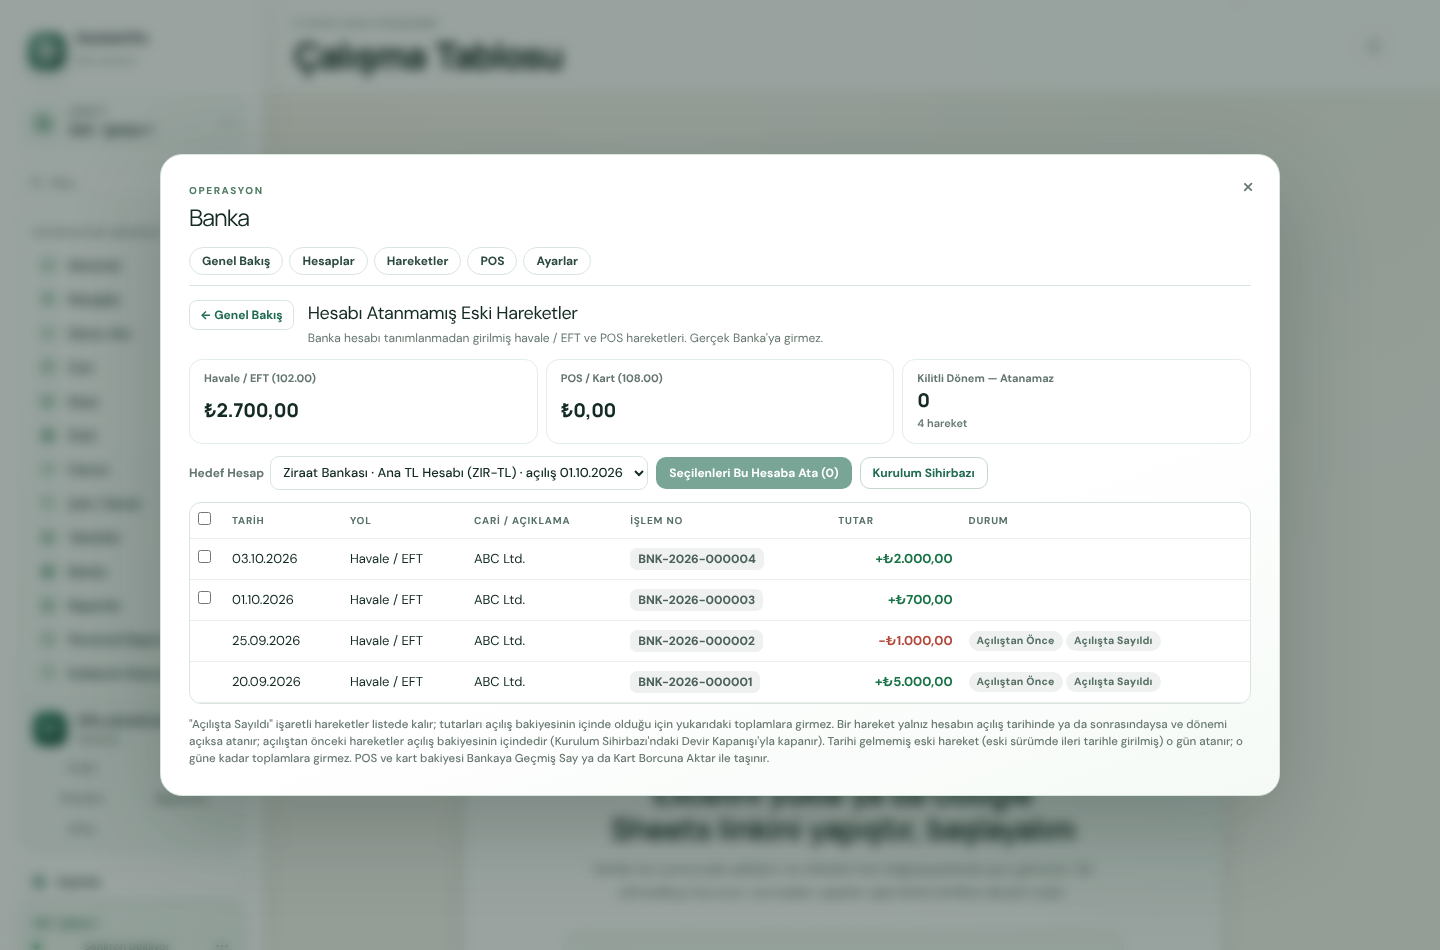 Çalışma Tablosu
OPERASYON
×
Banka
Genel Bakış Hesaplar Hareketler POS Ayarlar
← Genel Bakış
Hesabı Atanmamış Eski Hareketler
Banka hesabı tanımlanmadan girilmiş havale / EFT ve POS hareketleri. Gerçek Banka'ya girmez.
Havale / EFT (102.00)
₺2.700,00
POS / Kart (108.00)
₺0,00
Kilitli Dönem — Atanamaz
0
4 hareket
Hedef Hesap Ziraat Bankası · Ana TL Hesabı (ZIR-TL) · açılış 01.10.2026 Seçilenleri Bu Hesaba Ata (0) Kurulum Sihirbazı
TARİH YOL CARİ / AÇIKLAMA İŞLEM NO TUTAR DURUM
03.10.2026 Havale / EFT ABC Ltd. BNK-2026-000004 +₺2.000,00
01.10.2026 Havale / EFT ABC Ltd. BNK-2026-000003 +₺700,00
25.09.2026 Havale / EFT ABC Ltd. BNK-2026-000002 -₺1.000,00 Açılıştan Önce Açılışta Sayıldı
20.09.2026 Havale / EFT ABC Ltd. BNK-2026-000001 +₺5.000,00 Açılıştan Önce Açılışta Sayıldı
"Açılışta Sayıldı" işaretli hareketler listede kalır; tutarları açılış bakiyesinin içinde olduğu için yukarıdaki toplamlara girmez. Bir hareket yalnız hesabın açılış tarihinde ya da sonrasındaysa ve dönemi
açıksa atanır; açılıştan önceki hareketler açılış bakiyesinin içindedir (Kurulum Sihirbazı'ndaki Devir Kapanışı'yla kapanır). Tarihi gelmemiş eski hareket (eski sürümde ileri tarihle girilmiş) o gün atanır; o
güne kadar toplamlara girmez. POS ve kart bakiyesi Bankaya Geçmiş Say ya da Kart Borcuna Aktar ile taşınır.
Sheets linkini yapıştır, başlayalım